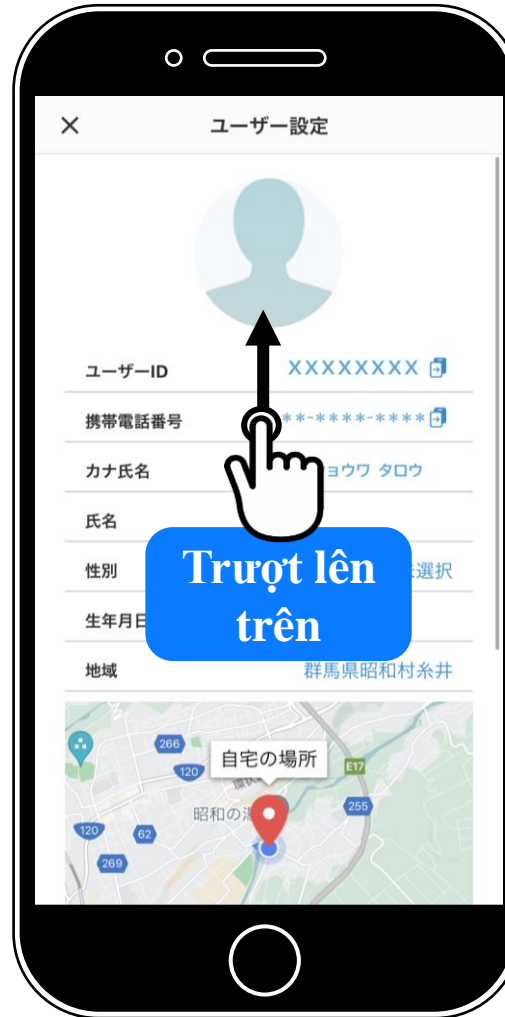 ユーザー設定
ユーザーID XXXXXXXX
携帯電話番号 **-****-****
カナ氏名 ョウワ タロウ
氏名
性別 選択
Trượt lên
trên
生年月日
地域 群馬県昭和村糸井
266
自宅の場所
120
E17
昭和の湯
255
120
62
269